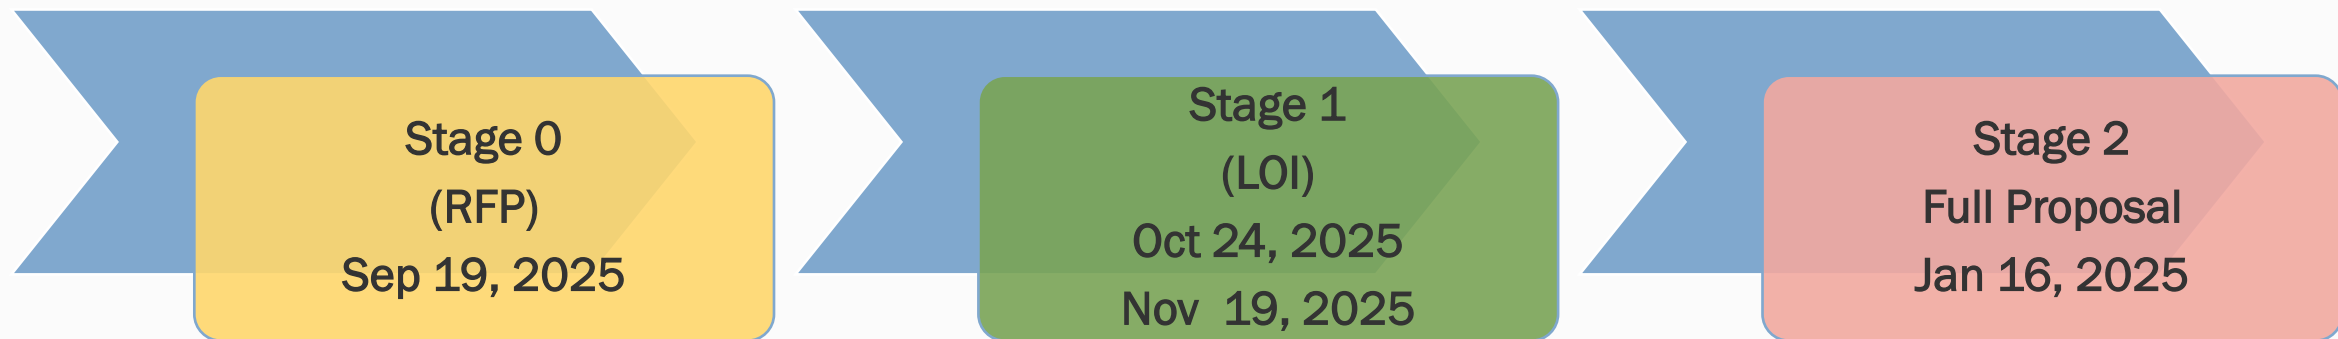 Stage 0
(RFP)
Sep 19, 2025
Stage 1
(LOI)
Oct 24, 2025
Nov  19, 2025
Stage 2
Full Proposal
Jan 16, 2025